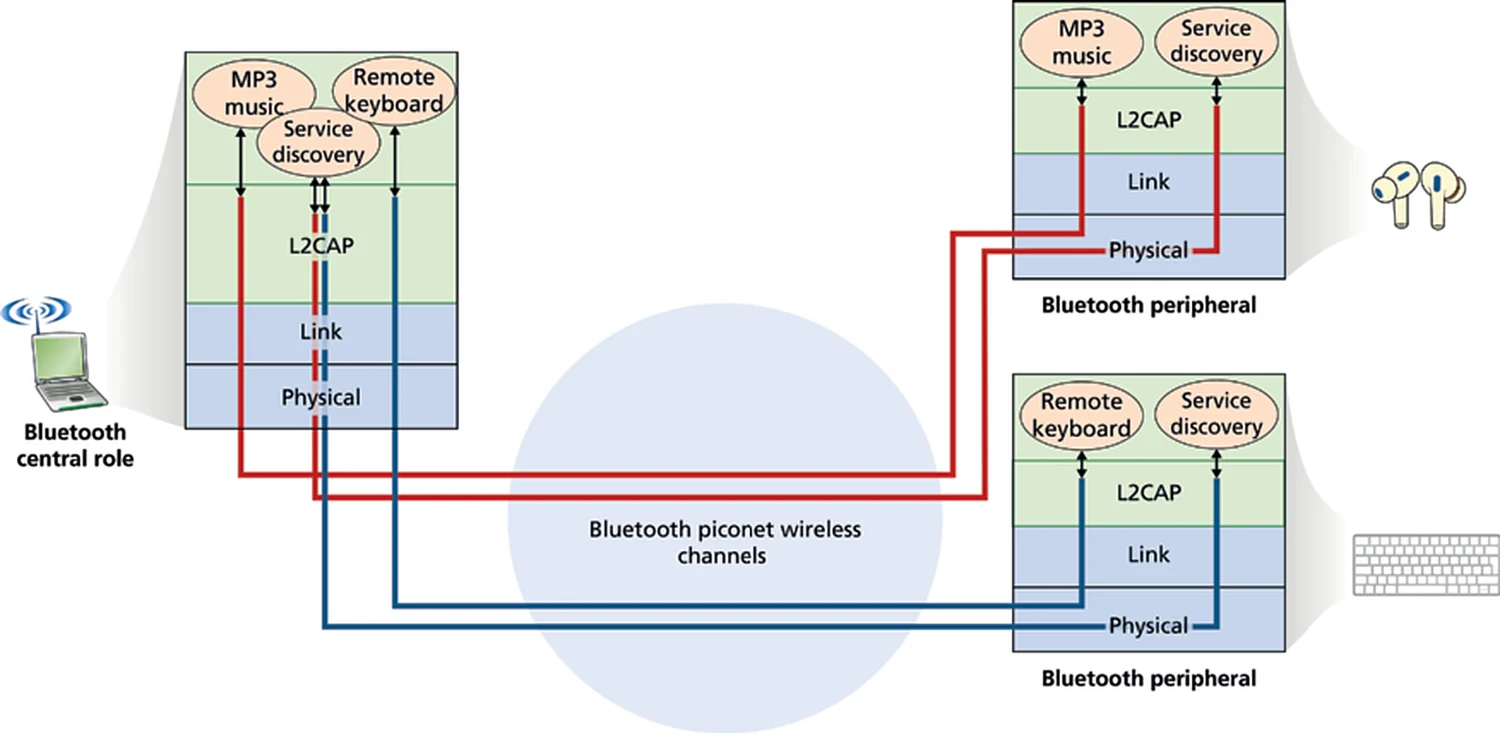 MP3
music
Remote
keyboard
Service
discovery
L2CAP
Link
Physical
Bluetooth
central role
Bluetooth piconet wireless
channels
MP3
music
Service
discovery
L2CAP
Link
Physical
Bluetooth peripheral
Remote
keyboard
Service
discovery
L2CAP
Link
Physical
Bluetooth peripheral